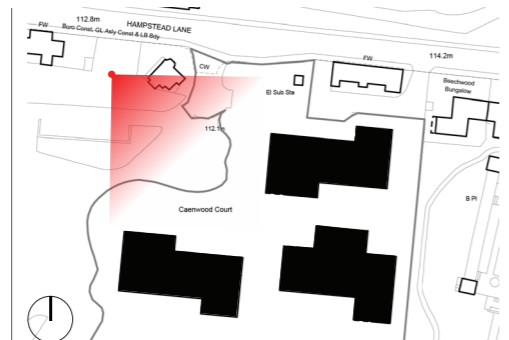 112.8m
HAMPSTEAD LANE
FW
Boro Const, GL Asly Const & LB Bdy
CW
FW
114.2m
El Sub Sta
Beechwood
Bungalow
112.1m
Caenwood Court
B Pl